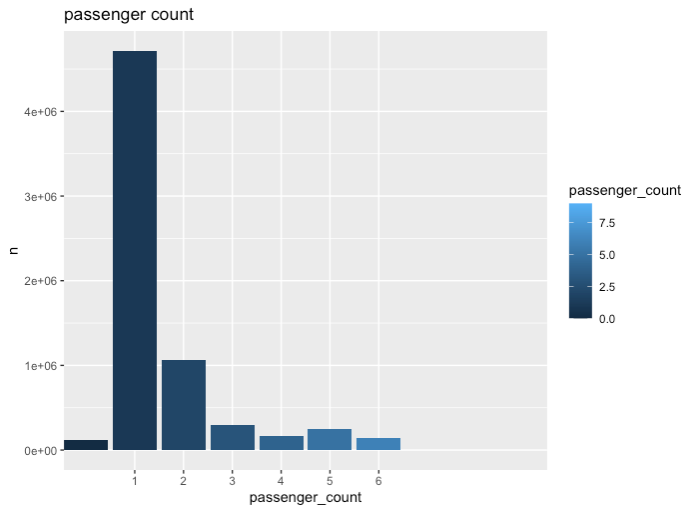 passenger count
4e+06
3e+06
2e+06
1e+06
0e+00
n
1
2
3
4
5
6
passenger_count
passenger_count
7.5
5.0
2.5
0.0